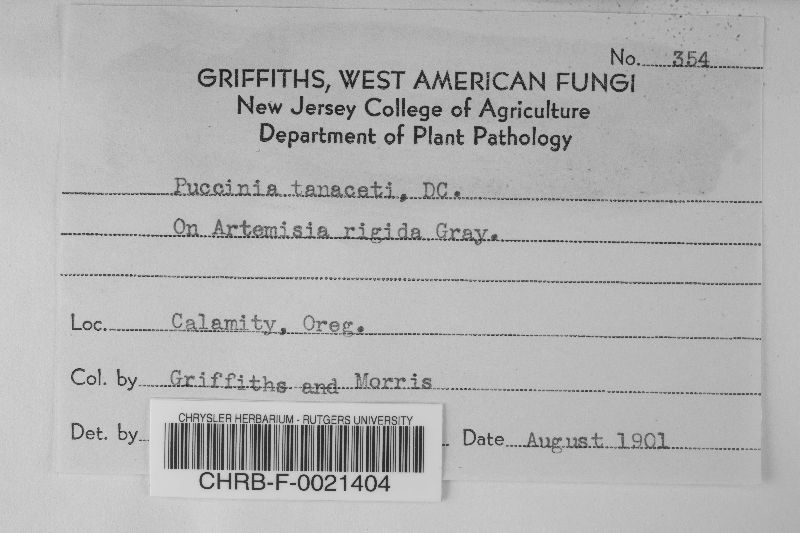 No. 354
GRIFFITHS, WEST AMERICAN FUNGI
New Jersey College of Agriculture
Department of Plant Pathology
Puccinia tanaceti, DC.
On Artemisia rigida Gray.
Loc. Calamity, Oreg.
Col. by Griffiths and Morris
Det. by
Date August 1901
CHRYSLER HERBARIUM - RUTGERS UNIVERSITY
CHRB-F-0021404